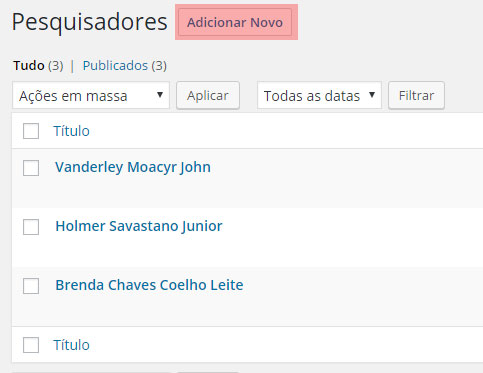 Pesquisadores Adicionar Novo
Tudo (3) | Publicados (3)
Ações em massa Aplicar Todas as datas Filtrar
Título
Vanderley Moacyr John
Holmer Savastano Junior
Brenda Chaves Coelho Leite
Título